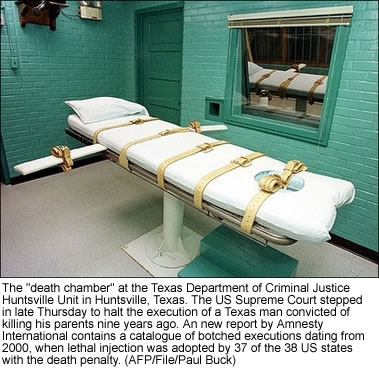 The "death chamber" at the Texas Department of Criminal Justice
Huntsville Unit in Huntsville, Texas. The US Supreme Court stepped
in late Thursday to halt the execution of a Texas man convicted of
killing his parents nine years ago. An new report by Amnesty
International contains a catalogue of botched executions dating from
2000, when lethal injection was adopted by 37 of the 38 US states
with the death penalty. (AFP/File/Paul Buck)